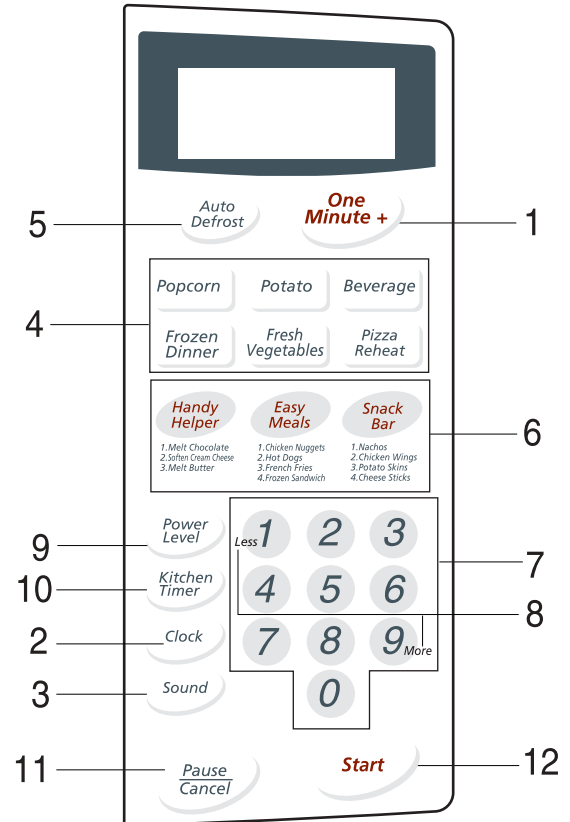 Auto
Defrost
One
Minute +
5
1
Popcorn
Potato
Beverage
4
Frozen
Dinner
Fresh
Vegetables
Pizza
Reheat
Handy
Helper
Easy
Meals
Snack
Bar
6
1.Melt Chocolate
2.Soften Cream Cheese
3.Melt Butter
1.Chicken Nuggets
2.Hot Dogs
3.French Fries
4.Frozen Sandwich
1.Nachos
2.Chicken Wings
3.Potato Skins
4.Cheese Sticks
Power
Level
9
Less
1
2
3
7
Kitchen
Timer
10
4
5
6
8
Clock
2
7
8
9
More
Sound
3
0
Pause
Cancel
11
Start
12